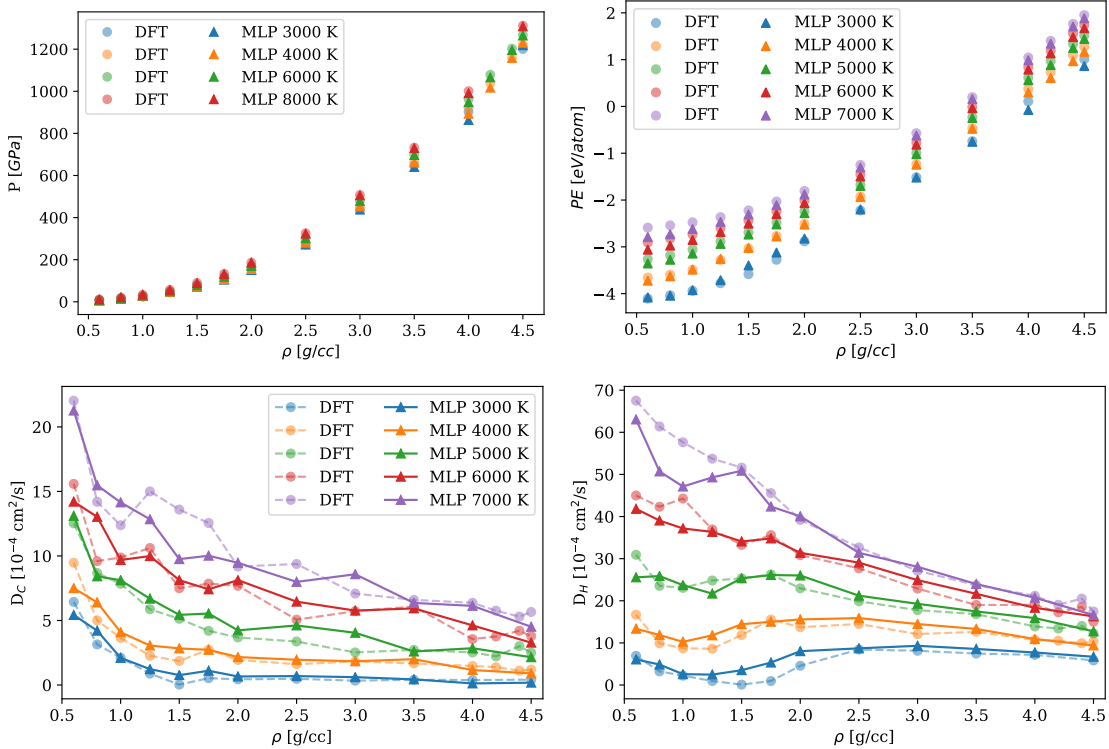 1200
1000
800
600
400
200
0
P [GPa]
DFT MLP 3000 K
DFT MLP 4000 K
DFT MLP 6000 K
DFT MLP 8000 K
0.5 1.0 1.5 2.0 2.5 3.0 3.5 4.0 4.5
ρ [g/cc]
2
1
0
−1
−2
−3
−4
PE [eV/atom]
DFT MLP 3000 K
DFT MLP 4000 K
DFT MLP 5000 K
DFT MLP 6000 K
DFT MLP 7000 K
0.5 1.0 1.5 2.0 2.5 3.0 3.5 4.0 4.5
ρ [g/cc]
20
15
10
5
0
D_C [10⁻⁴ cm²/s]
DFT MLP 3000 K
DFT MLP 4000 K
DFT MLP 5000 K
DFT MLP 6000 K
DFT MLP 7000 K
0.5 1.0 1.5 2.0 2.5 3.0 3.5 4.0 4.5
ρ [g/cc]
70
60
50
40
30
20
10
0
D_H [10⁻⁴ cm²/s]
0.5 1.0 1.5 2.0 2.5 3.0 3.5 4.0 4.5
ρ [g/cc]